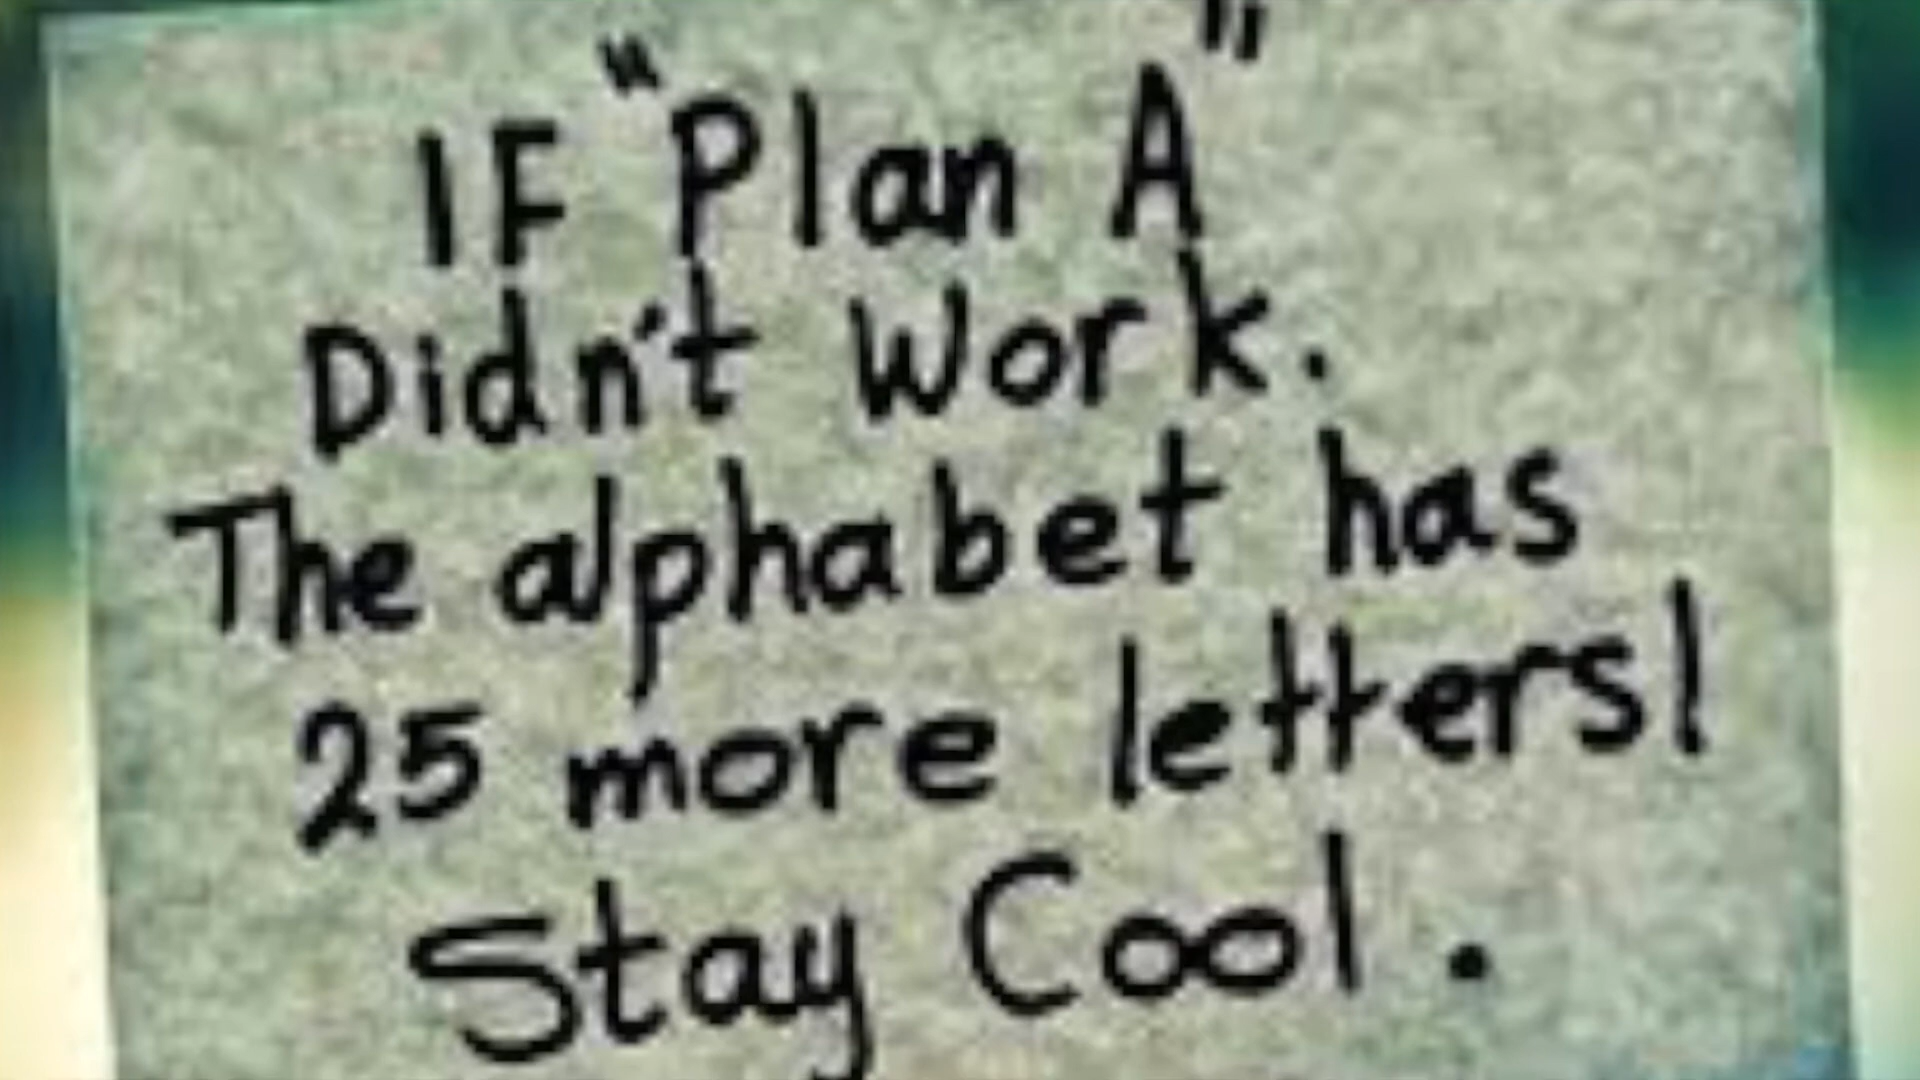 IF "Plan A"
Didn't Work.
The alphabet has
25 more letters!
Stay Cool.